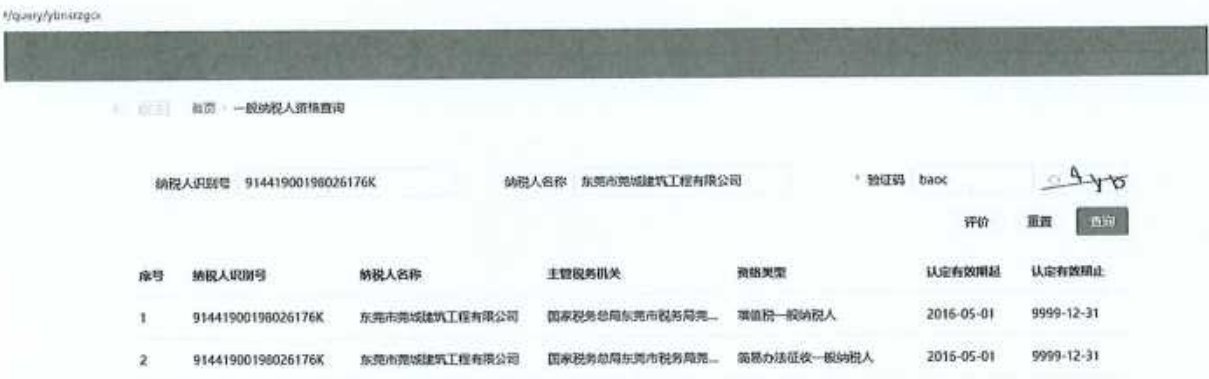 首页 一般纳税人资格查询
纳税人识别号 91441900198026176K 纳税人名称 东莞市莞城建筑工程有限公司 * 验证码 baoc
评价 重置 查询
序号 纳税人识别号 纳税人名称 主管税务机关 资格类型 认定有效期起 认定有效期止
1 91441900198026176K 东莞市莞城建筑工程有限公司 国家税务总局东莞市税务局莞... 增值税一般纳税人 2016-05-01 9999-12-31
2 91441900198026176K 东莞市莞城建筑工程有限公司 国家税务总局东莞市税务局莞... 简易办法征收一般纳税人 2016-05-01 9999-12-31